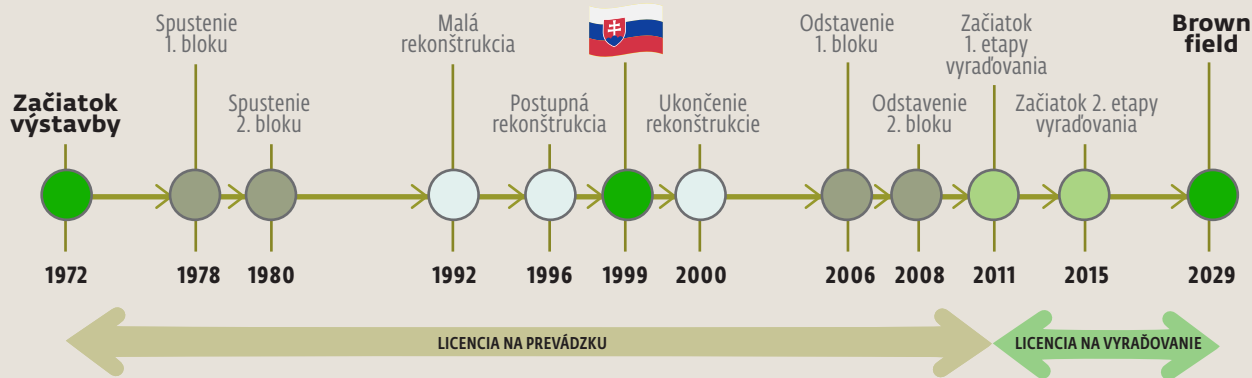 Začiatok
výstavby
1972
Spustenie
1. bloku
1978
Spustenie
2. bloku
1980
Malá
rekonštrukcia
1992
Postupná
rekonštrukcia
1996
1999
Ukončenie
rekonštrukcie
2000
Odstavenie
1. bloku
2006
Odstavenie
2. bloku
2008
Začiatok
1. etapy
vyraďovania
2011
Začiatok 2. etapy
vyraďovania
2015
Brown
field
2029
LICENCIA NA PREVÁDZKU
LICENCIA NA VYRAĎOVANIE